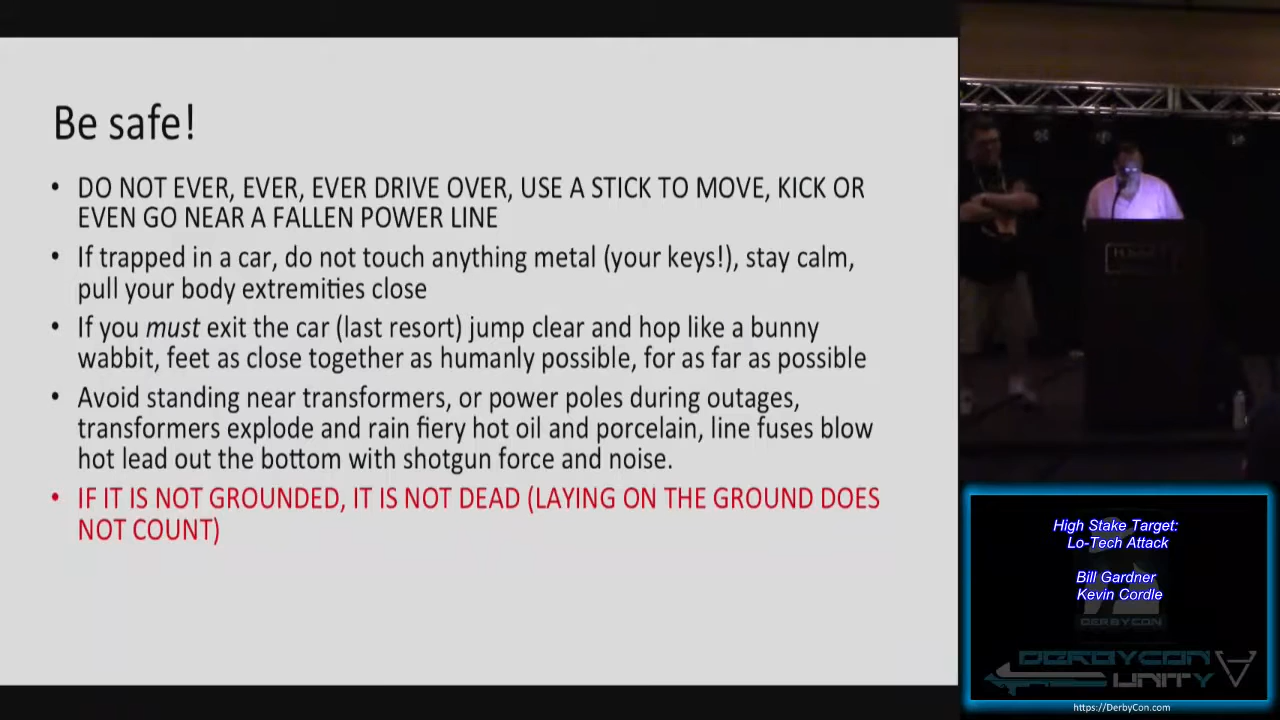 Be safe!
• DO NOT EVER, EVER, EVER DRIVE OVER, USE A STICK TO MOVE, KICK OR
EVEN GO NEAR A FALLEN POWER LINE
• If trapped in a car, do not touch anything metal (your keys!), stay calm,
pull your body extremities close
• If you must exit the car (last resort) jump clear and hop like a bunny
wabbit, feet as close together as humanly possible, for as far as possible
• Avoid standing near transformers, or power poles during outages,
transformers explode and rain fiery hot oil and porcelain, line fuses blow
hot lead out the bottom with shotgun force and noise.
• IF IT IS NOT GROUNDED, IT IS NOT DEAD (LAYING ON THE GROUND DOES
NOT COUNT)
High Stake Target:
Lo-Tech Attack
Bill Gardner
Kevin Cordle
DERBYCON
DERBYCON
UNITY
https://DerbyCon.com